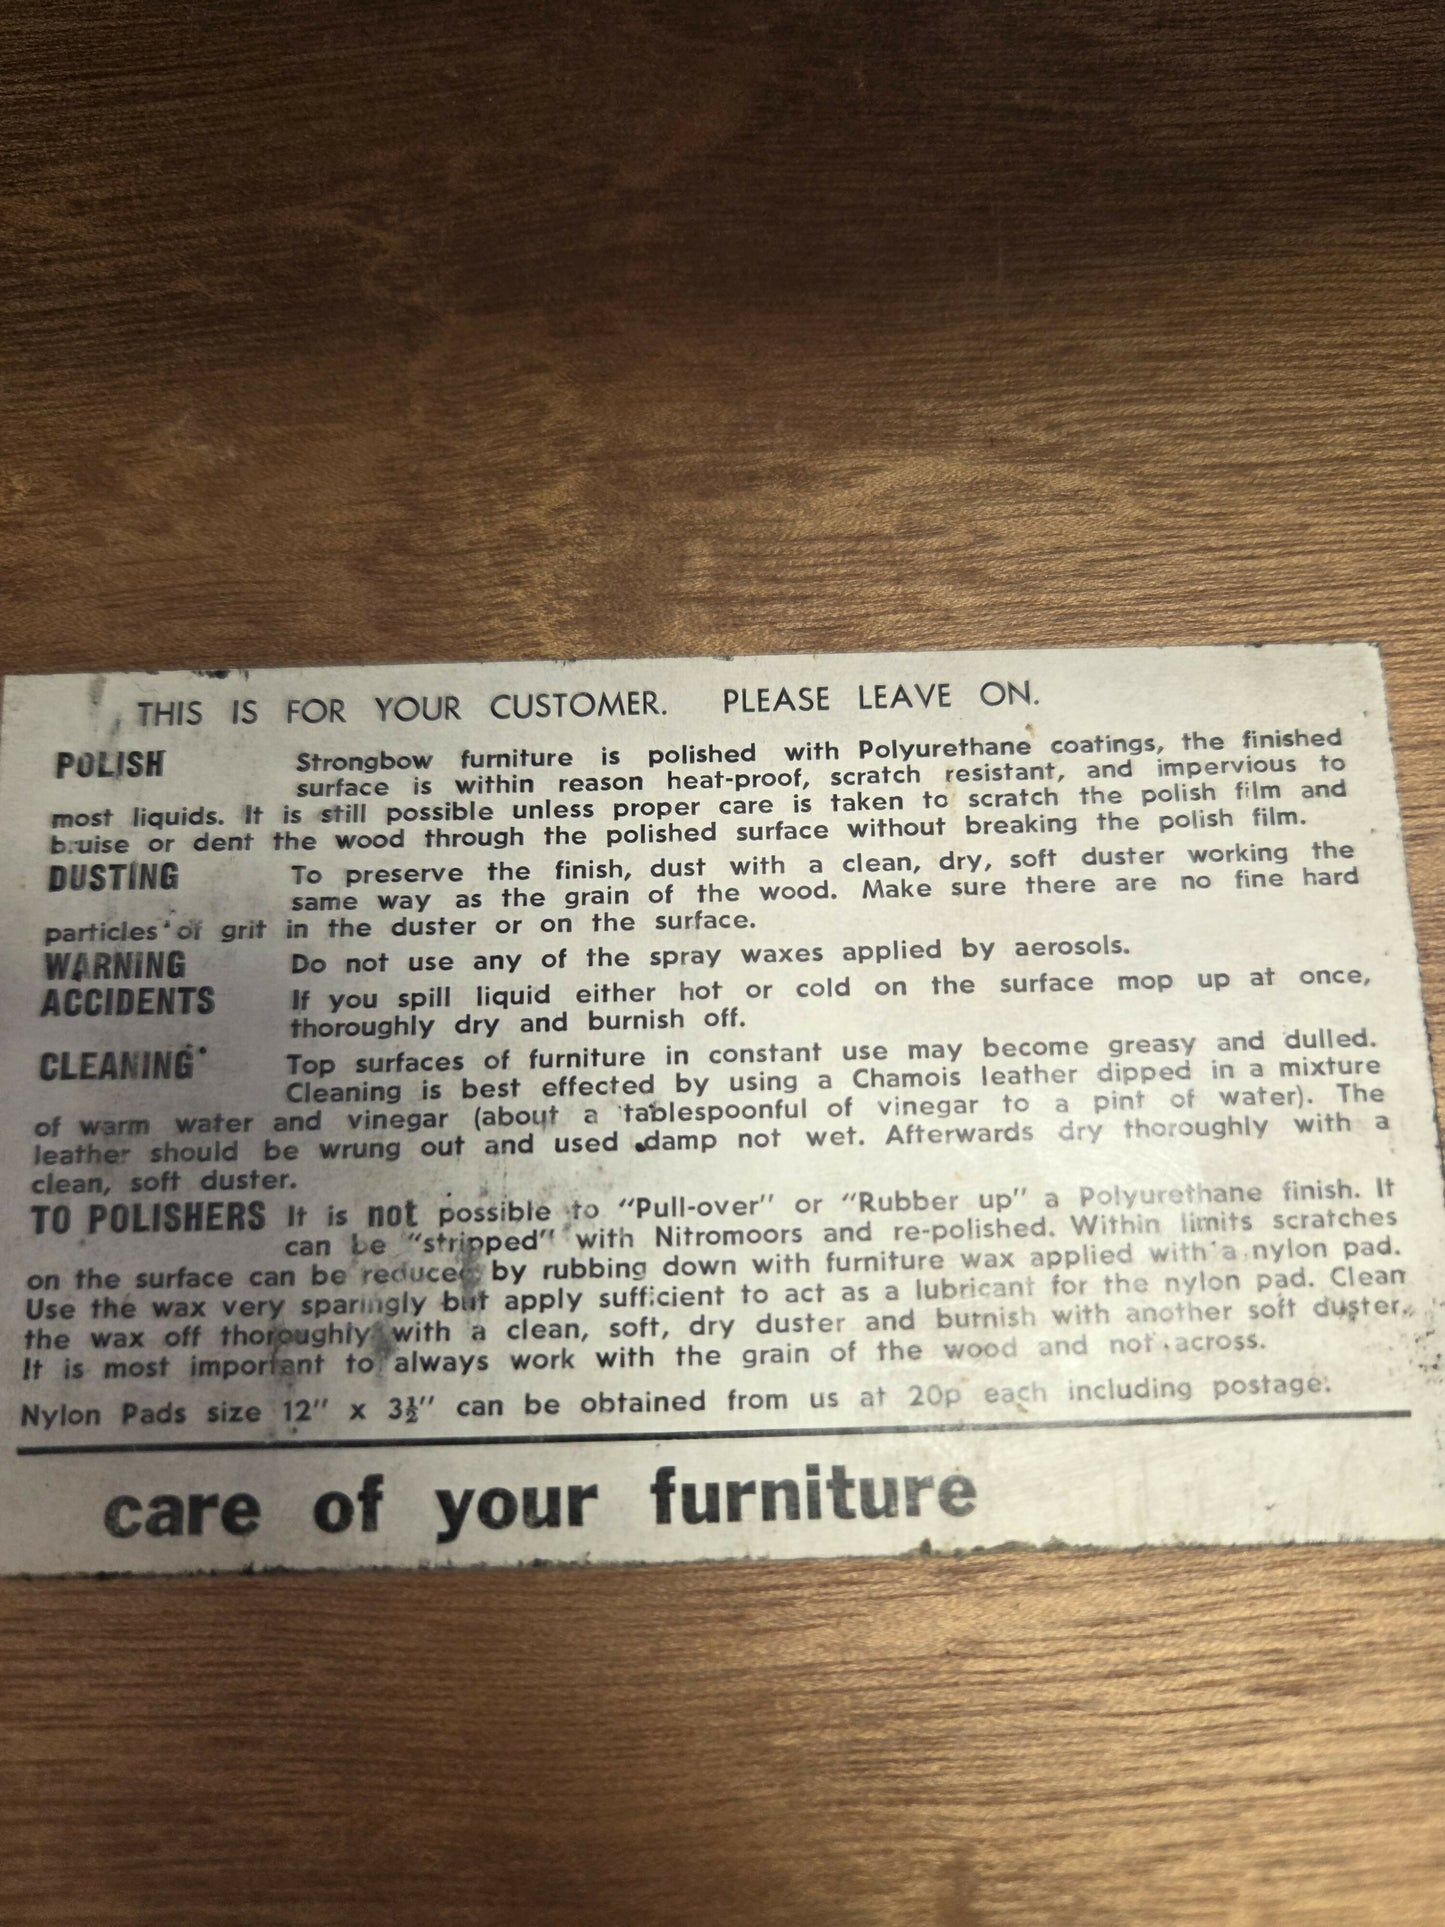 THIS IS FOR YOUR CUSTOMER. PLEASE LEAVE ON.
POLISH Strongbow furniture is polished with Polyurethane coatings, the finished
surface is within reason heat-proof, scratch resistant, and impervious to
most liquids. It is still possible unless proper care is taken to scratch the polish film and
bruise or dent the wood through the polished surface without breaking the polish film.
DUSTING To preserve the finish, dust with a clean, dry, soft duster working the
same way as the grain of the wood. Make sure there are no fine hard
particles of grit in the duster or on the surface.
WARNING Do not use any of the spray waxes applied by aerosols.
ACCIDENTS If you spill liquid either hot or cold on the surface mop up at once,
thoroughly dry and burnish off.
CLEANING Top surfaces of furniture in constant use may become greasy and dulled.
Cleaning is best effected by using a Chamois leather dipped in a mixture
of warm water and vinegar (about a tablespoonful of vinegar to a pint of water). The
leather should be wrung out and used damp not wet. Afterwards dry thoroughly with a
clean, soft duster.
TO POLISHERS It is not possible to "Pull-over" or "Rubber up" a Polyurethane finish. It
can be "stripped" with Nitromoors and re-polished. Within limits scratches
on the surface can be reduced by rubbing down with furniture wax applied with a nylon pad.
Use the wax very sparingly but apply sufficient to act as a lubricant for the nylon pad. Clean
the wax off thoroughly with a clean, soft, dry duster and burnish with another soft duster.
It is most important to always work with the grain of the wood and not across.
Nylon Pads size 12" x 3½" can be obtained from us at 20p each including postage.
care of your furniture